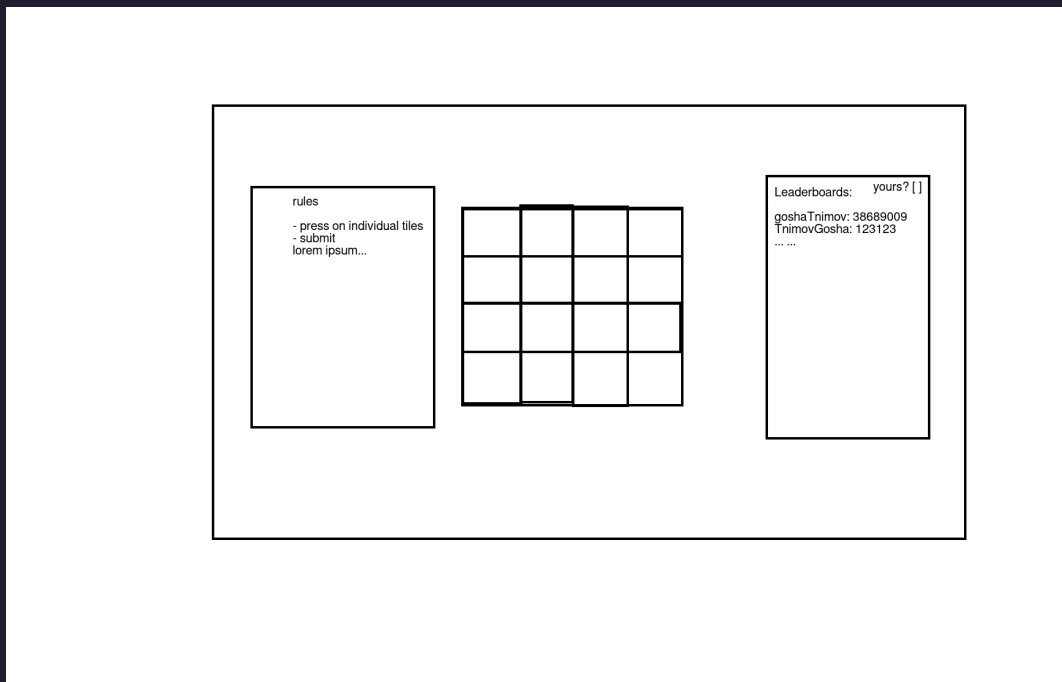 rules
- press on individual tiles
- submit
lorem ipsum...
yours? [ ]
Leaderboards:
goshaTnimov: 38689009
TnimovGosha: 123123
... ...